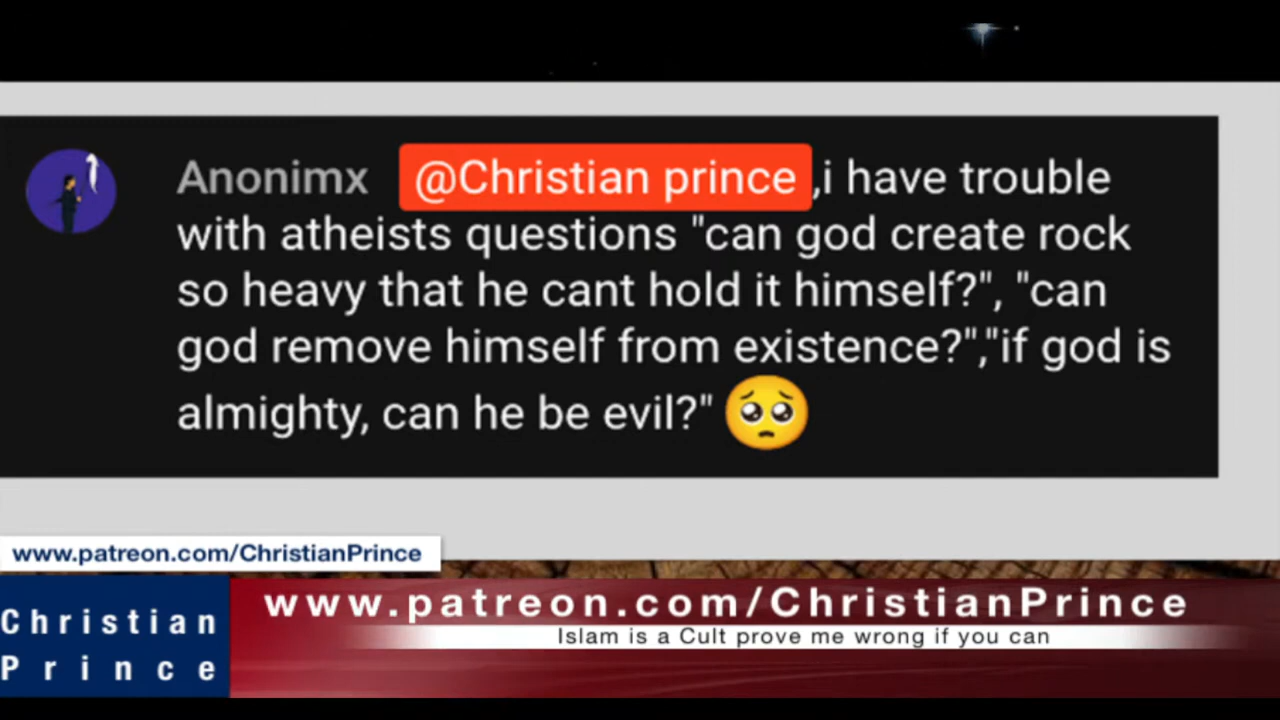 Anonimx @Christian prince ,i have trouble
with atheists questions "can god create rock
so heavy that he cant hold it himself?", "can
god remove himself from existence?","if god is
almighty, can he be evil?" 🥺
www.patreon.com/ChristianPrince
Christian
Prince
www.patreon.com/ChristianPrince
Islam is a Cult prove me wrong if you can